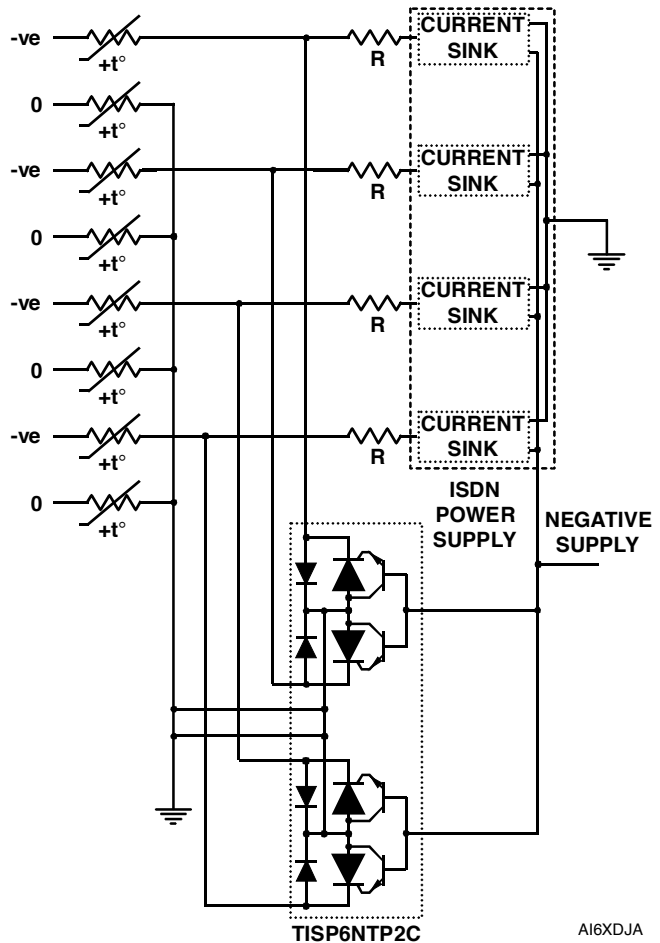 -ve
+t°
R
CURRENT
SINK
0
+t°
-ve
+t°
R
CURRENT
SINK
0
+t°
-ve
+t°
R
CURRENT
SINK
0
+t°
-ve
+t°
R
CURRENT
SINK
0
+t°
ISDN
POWER
SUPPLY
NEGATIVE
SUPPLY
TISP6NTP2C
AI6XDJA